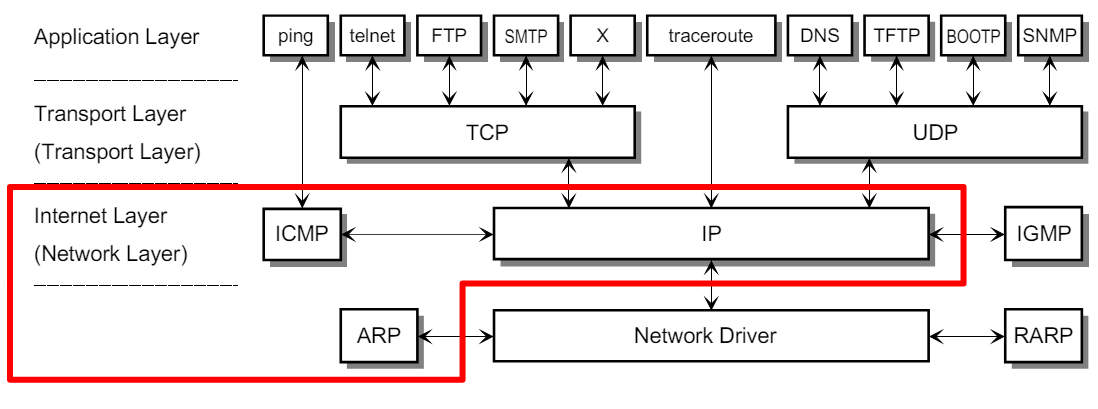 Application Layer
ping
telnet
FTP
SMTP
X
traceroute
DNS
TFTP
BOOTP
SNMP
Transport Layer
(Transport Layer)
TCP
UDP
Internet Layer
(Network Layer)
ICMP
IP
IGMP
ARP
Network Driver
RARP